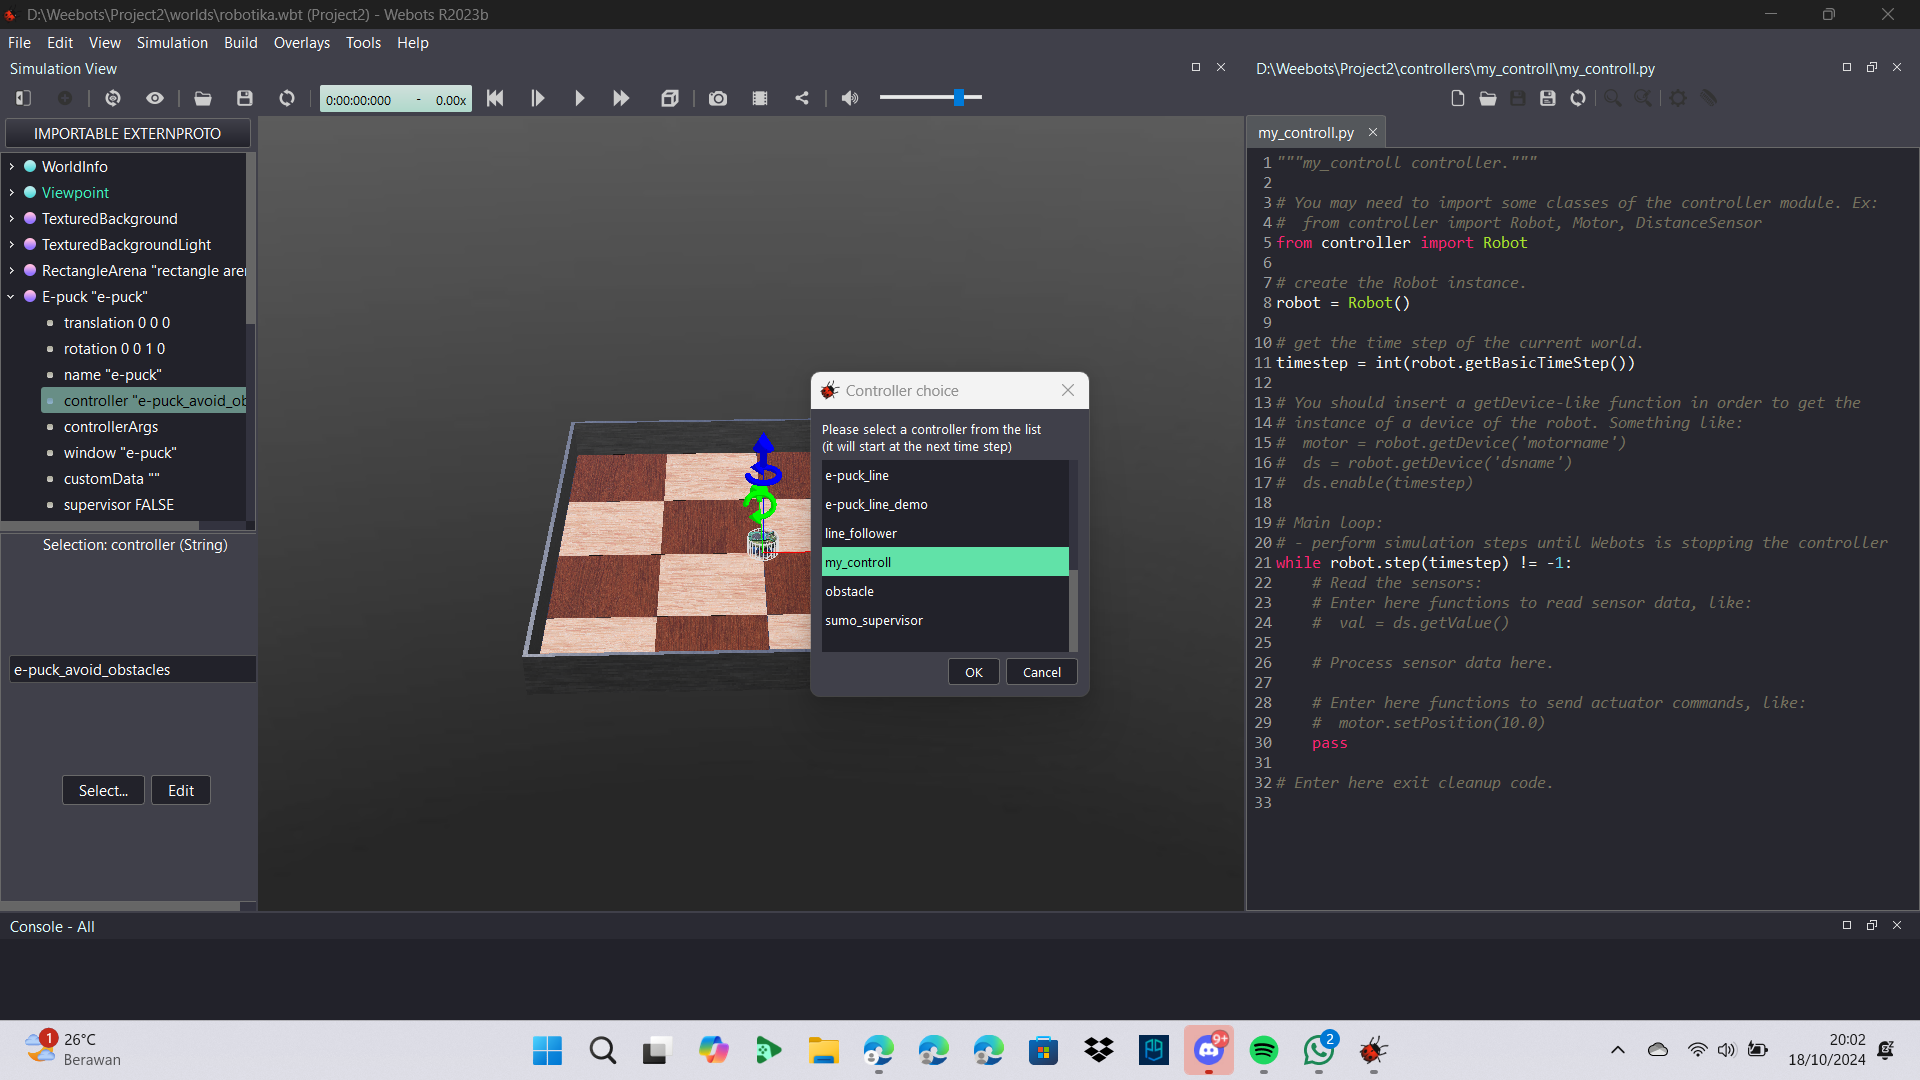 D:\Weebots\Project2\worlds\robotika.wbt (Project2) - Webots R2023b
File Edit View Simulation Build Overlays Tools Help
Simulation View
D:\Weebots\Project2\controllers\my_controll\my_controll.py
0:00:00:000 - 0.00x
IMPORTABLE EXTERNPROTO
WorldInfo
Viewpoint
TexturedBackground
TexturedBackgroundLight
RectangleArena "rectangle aren
E-puck "e-puck"
translation 0 0 0
rotation 0 0 1 0
name "e-puck"
controller "e-puck_avoid_ob
controllerArgs
window "e-puck"
customData ""
supervisor FALSE
Selection: controller (String)
e-puck_avoid_obstacles
Select... Edit
Controller choice
Please select a controller from the list
(it will start at the next time step)
e-puck_line
e-puck_line_demo
line_follower
my_controll
obstacle
sumo_supervisor
OK Cancel
my_controll.py
1 """my_controll controller."""
2
3 # You may need to import some classes of the controller module. Ex:
4 #  from controller import Robot, Motor, DistanceSensor
5 from controller import Robot
6
7 # create the Robot instance.
8 robot = Robot()
9
10 # get the time step of the current world.
11 timestep = int(robot.getBasicTimeStep())
12
13 # You should insert a getDevice-like function in order to get the
14 # instance of a device of the robot. Something like:
15 #  motor = robot.getDevice('motorname')
16 #  ds = robot.getDevice('dsname')
17 #  ds.enable(timestep)
18
19 # Main loop:
20 # - perform simulation steps until Webots is stopping the controller
21 while robot.step(timestep) != -1:
22     # Read the sensors:
23     # Enter here functions to read sensor data, like:
24     #  val = ds.getValue()
25
26     # Process sensor data here.
27
28     # Enter here functions to send actuator commands, like:
29     #  motor.setPosition(10.0)
30     pass
31
32 # Enter here exit cleanup code.
33
Console - All
1
26°C
Berawan
9+
2
20:02
18/10/2024